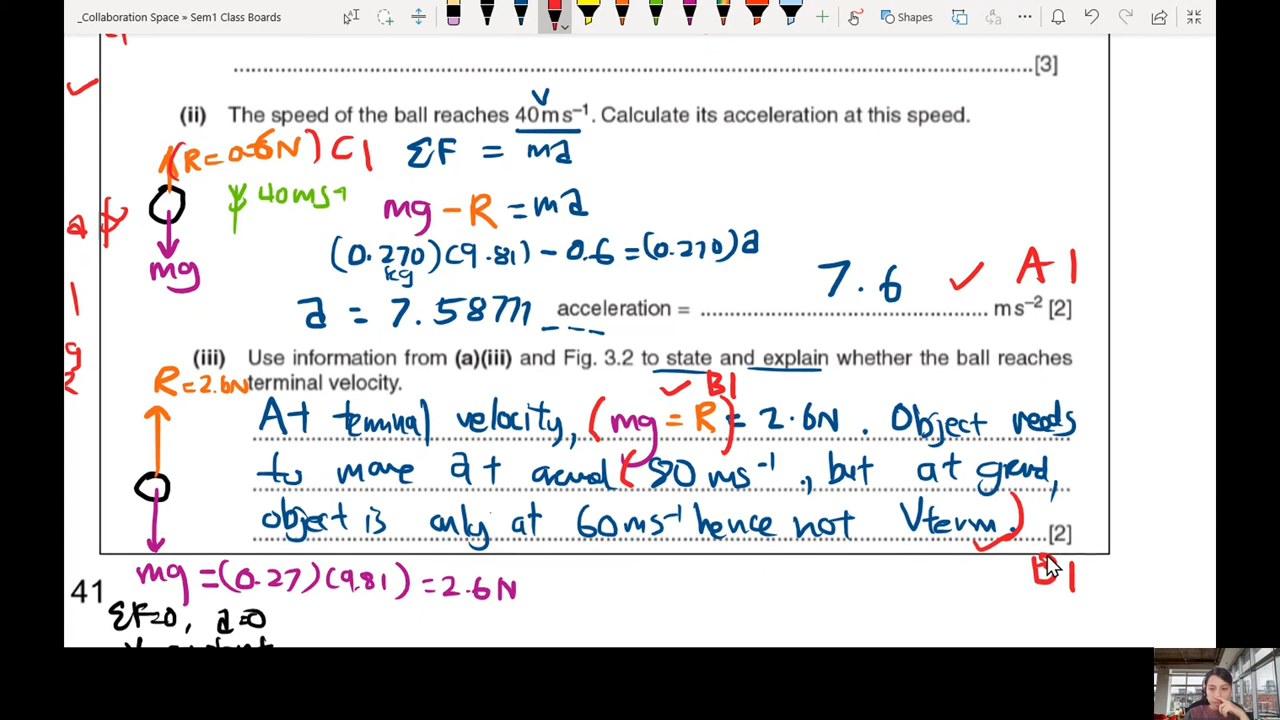 _Collaboration Space » Sem1 Class Boards
Shapes
[3]
(ii) The speed of the ball reaches 40 m s⁻¹. Calculate its acceleration at this speed.
V
(R = 0.6N) C1
ΣF = ma
40ms⁻¹
mg - R = ma
mg
(0.270)(9.81) - 0.6 = (0.270)a
kg
7.6 ✓ A1
a = 7.58777 acceleration = m s⁻² [2]
(iii) Use information from (a)(iii) and Fig. 3.2 to state and explain whether the ball reaches
terminal velocity.
R = 2.6N
✓ B1
At terminal velocity, (mg = R) = 2.6N. Object needs
to move at around (80 ms⁻¹, but at ground,
object is only at 60ms⁻¹ hence not Vterm.) [2]
B1
mg = (0.27)(9.81) = 2.6N
41
ΣF=0, a=0